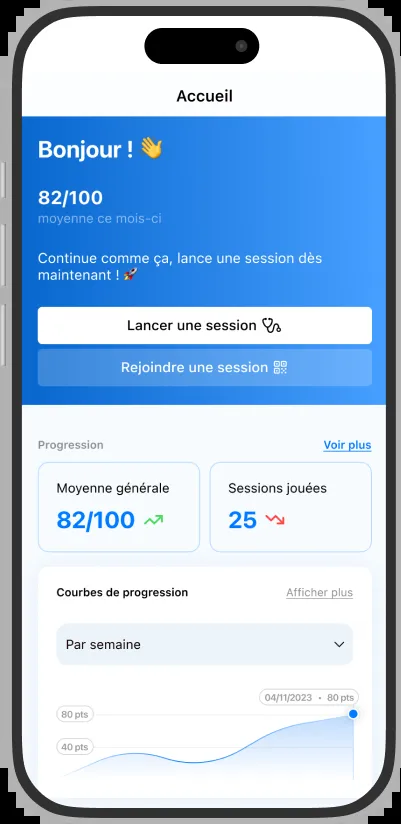 Accueil
Bonjour ! 👋
82/100
moyenne ce mois-ci
Continue comme ça, lance une session dès
maintenant ! 🚀
Lancer une session
Rejoindre une session
Progression
Voir plus
Moyenne générale
82/100
Sessions jouées
25
Courbes de progression
Afficher plus
Par semaine
04/11/2023 • 80 pts
80 pts
40 pts